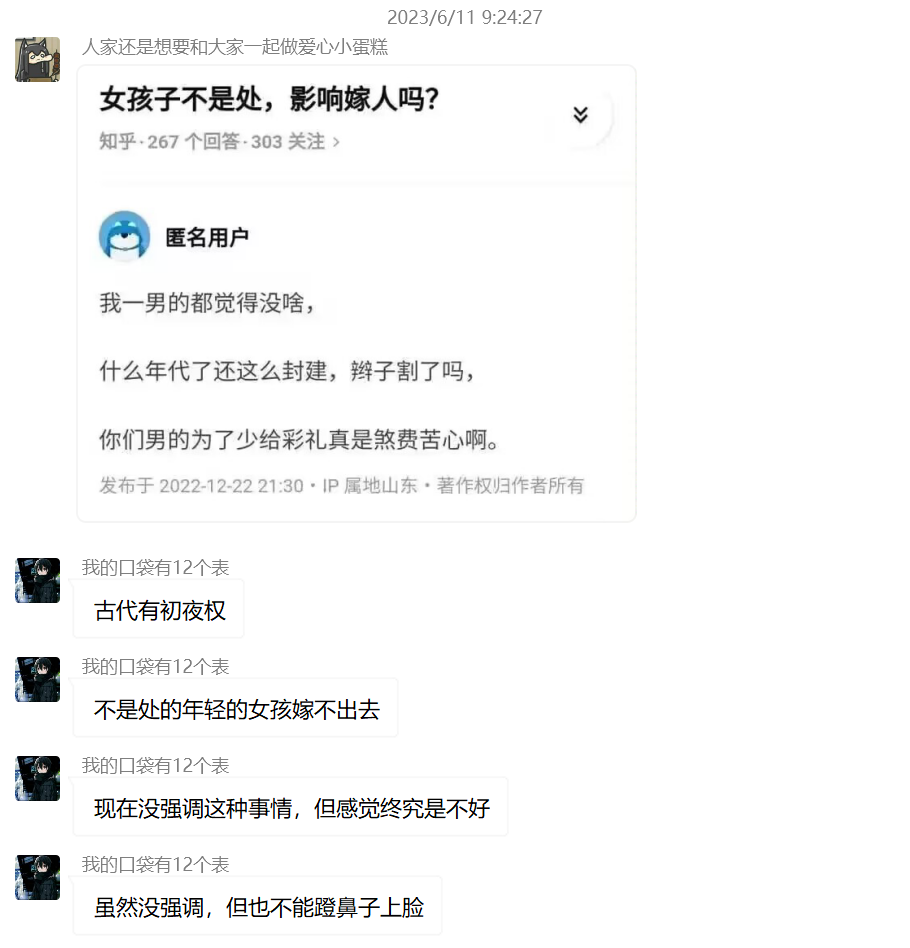 2023/6/11 9:24:27
人家还是想要和大家一起做爱心小蛋糕
女孩子不是处，影响嫁人吗？
知乎·267 个回答·303 关注 >
匿名用户
我一男的都觉得没啥，
什么年代了还这么封建，辫子割了吗，
你们男的为了少给彩礼真是煞费苦心啊。
发布于 2022-12-22 21:30・IP 属地山东・著作权归作者所有
我的口袋有12个表
古代有初夜权
我的口袋有12个表
不是处的年轻的女孩嫁不出去
我的口袋有12个表
现在没强调这种事情，但感觉终究是不好
我的口袋有12个表
虽然没强调，但也不能蹬鼻子上脸